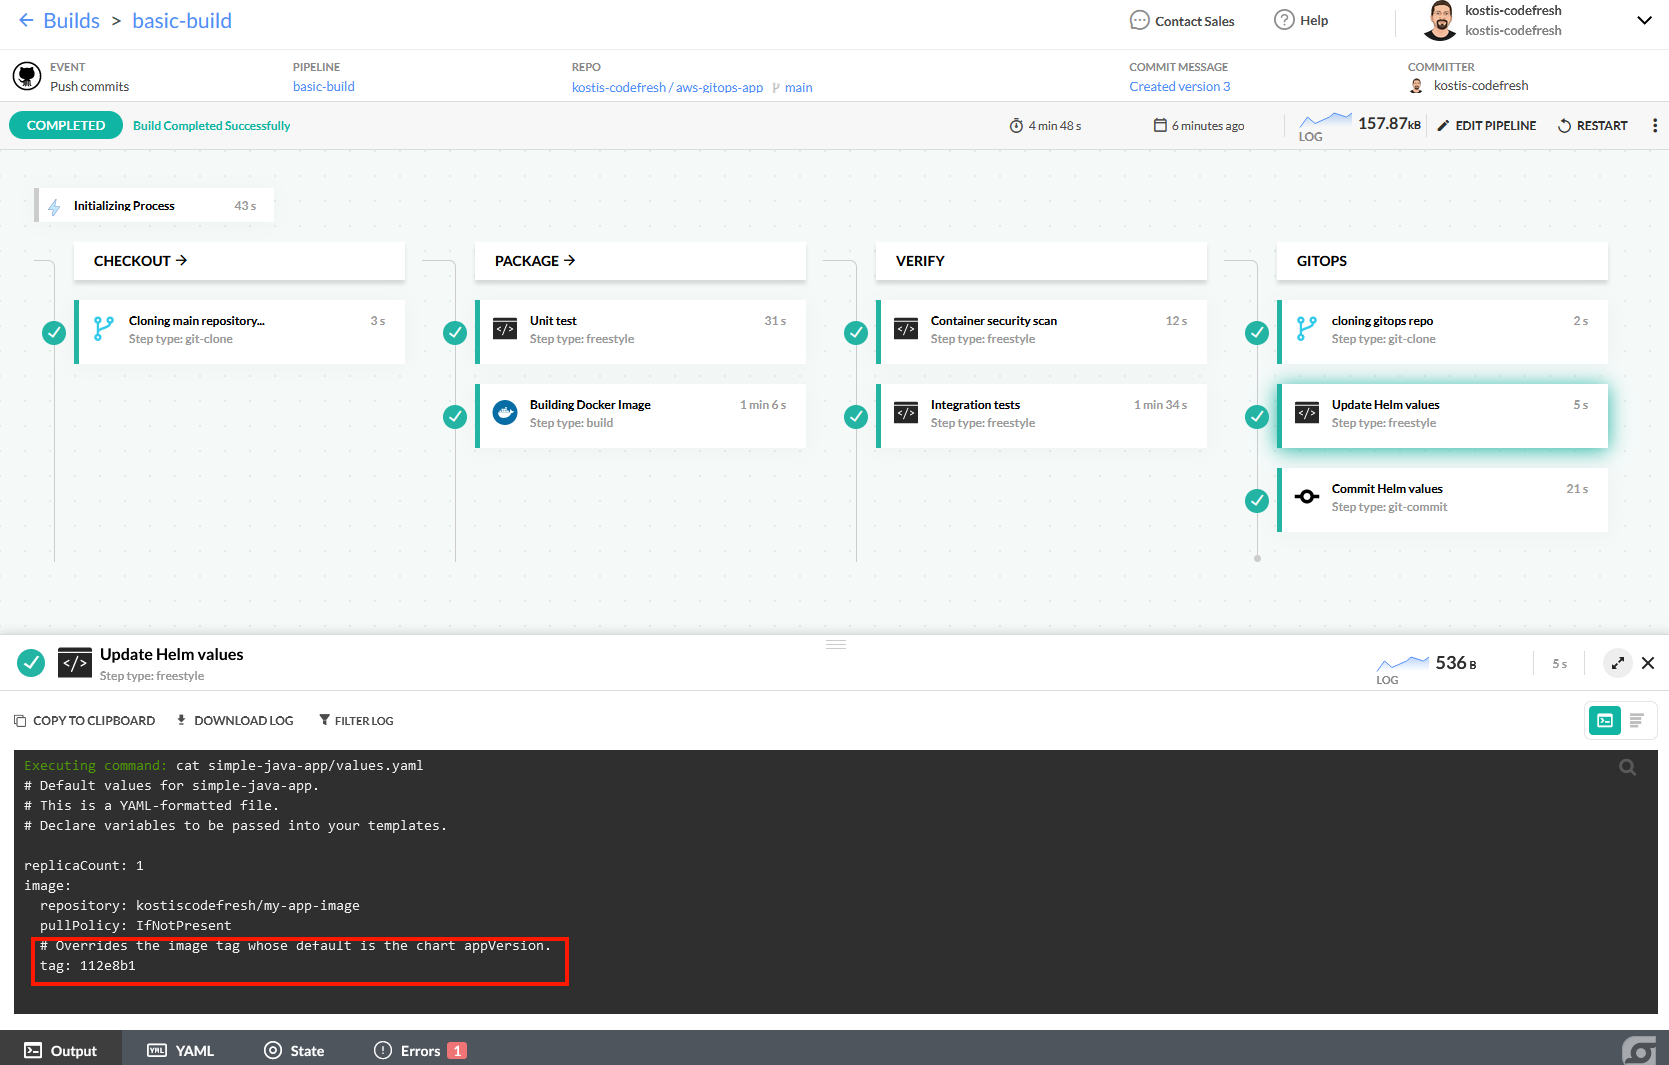 Builds > basic-build
Contact Sales
Help
kostis-codefresh
kostis-codefresh
EVENT
Push commits
PIPELINE
basic-build
REPO
kostis-codefresh / aws-gitops-app main
COMMIT MESSAGE
Created version 3
COMMITTER
kostis-codefresh
COMPLETED
Build Completed Successfully
4 min 48 s
6 minutes ago
LOG
157.87kB
EDIT PIPELINE
RESTART
Initializing Process 43 s
CHECKOUT
PACKAGE
VERIFY
GITOPS
Cloning main repository... 3 s
Step type: git-clone
Unit test 31 s
Step type: freestyle
Container security scan 12 s
Step type: freestyle
cloning gitops repo 2 s
Step type: git-clone
Building Docker Image 1 min 6 s
Step type: build
Integration tests 1 min 34 s
Step type: freestyle
Update Helm values 5 s
Step type: freestyle
Commit Helm values 21 s
Step type: git-commit
Update Helm values
Step type: freestyle
LOG
536 B
5 s
COPY TO CLIPBOARD
DOWNLOAD LOG
FILTER LOG
Executing command: cat simple-java-app/values.yaml
# Default values for simple-java-app.
# This is a YAML-formatted file.
# Declare variables to be passed into your templates.
replicaCount: 1
image:
repository: kostiscodefresh/my-app-image
pullPolicy: IfNotPresent
# Overrides the image tag whose default is the chart appVersion.
tag: 112e8b1
Output
YML YAML
State
Errors 1